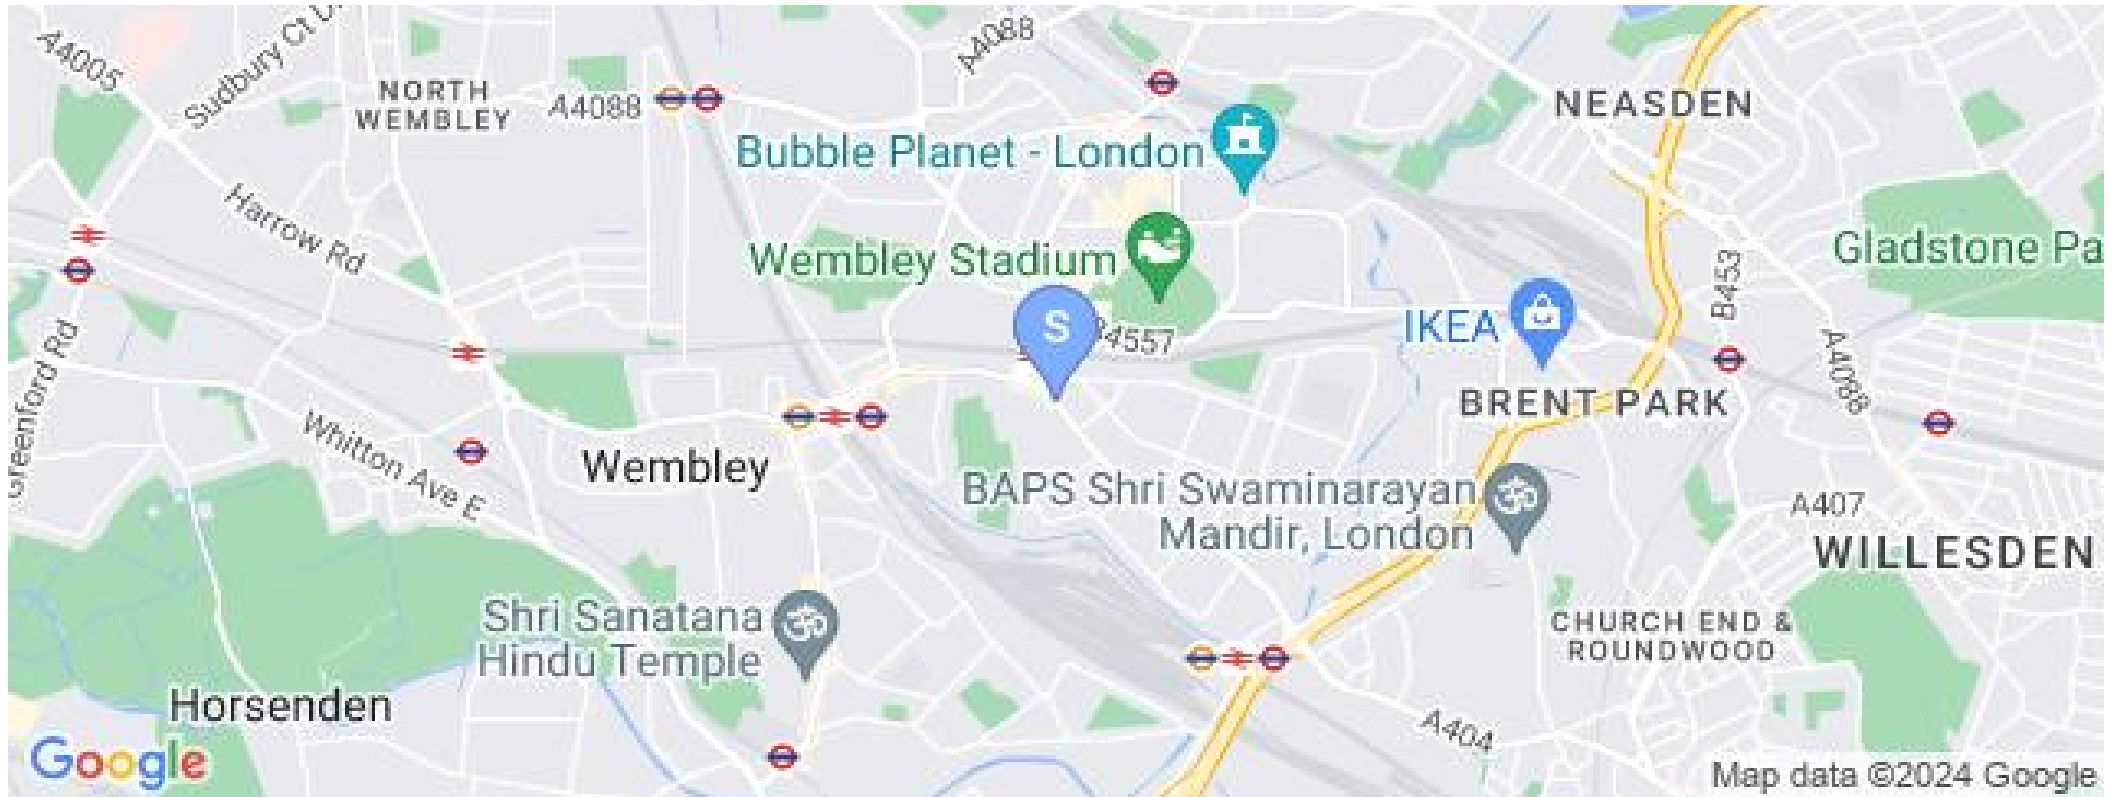 A4005
Sudbury Ct D
NORTH
WEMBLEY
A4088
A4088
NEASDEN
Bubble Planet - London
Harrow Rd
Wembley Stadium
Gladstone Pa
B453
S
B4557
IKEA
A4088
Greenford Rd
BRENT PARK
Whitton Ave E
Wembley
BAPS Shri Swaminarayan
Mandir, London
A407
WILLESDEN
Shri Sanatana
Hindu Temple
CHURCH END &
ROUNDWOOD
Horsenden
A404
Google
Map data ©2024 Google